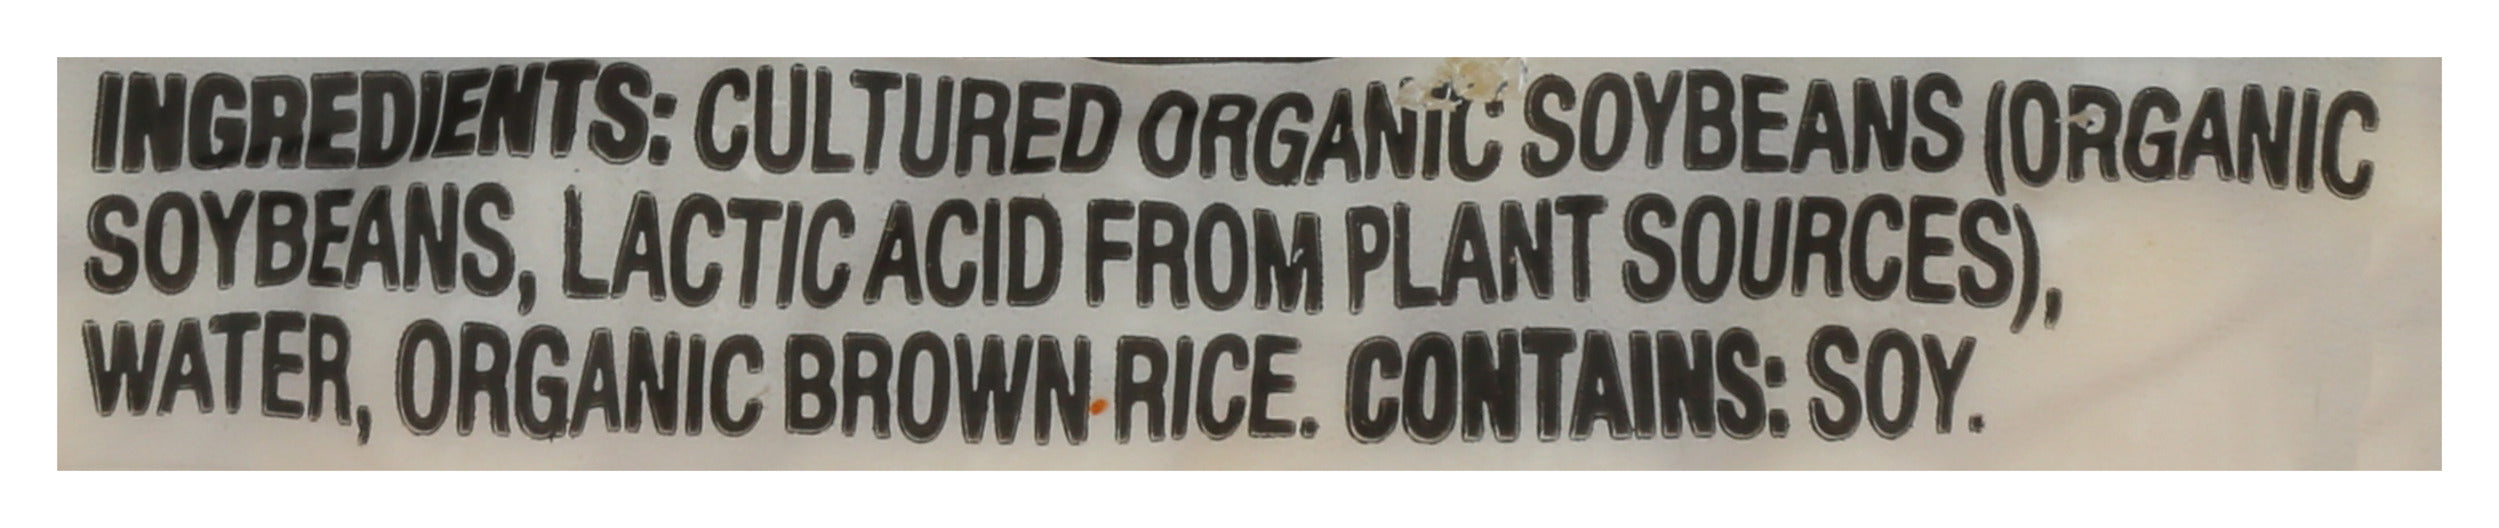 INGREDIENTS: CULTURED ORGANIC SOYBEANS (ORGANIC
SOYBEANS, LACTIC ACID FROM PLANT SOURCES),
WATER, ORGANIC BROWN RICE. CONTAINS: SOY.